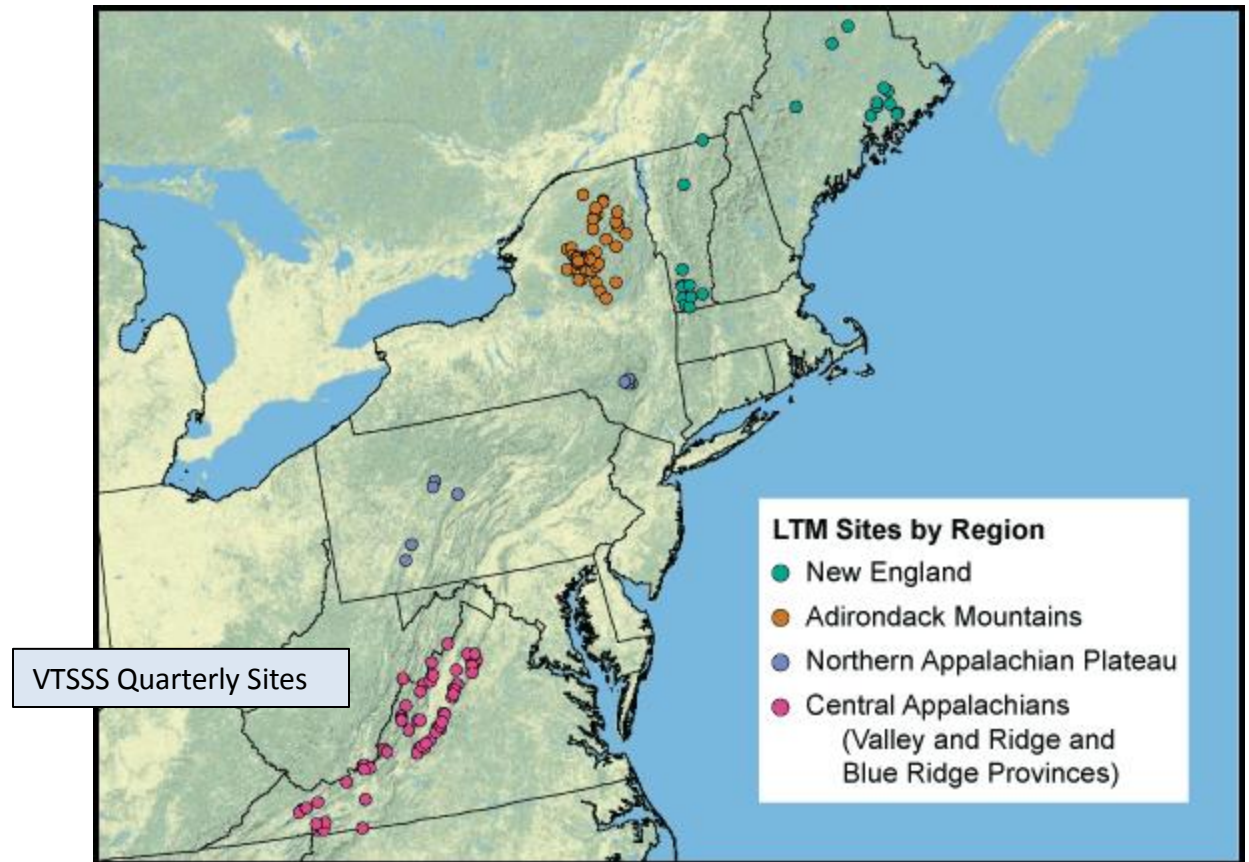 LTM Sites by Region
New England
Adirondack Mountains
VTSSS Quarterly Sites
Northern Appalachian Plateau
Central Appalachians
(Valley and Ridge and
Blue Ridge Provinces)